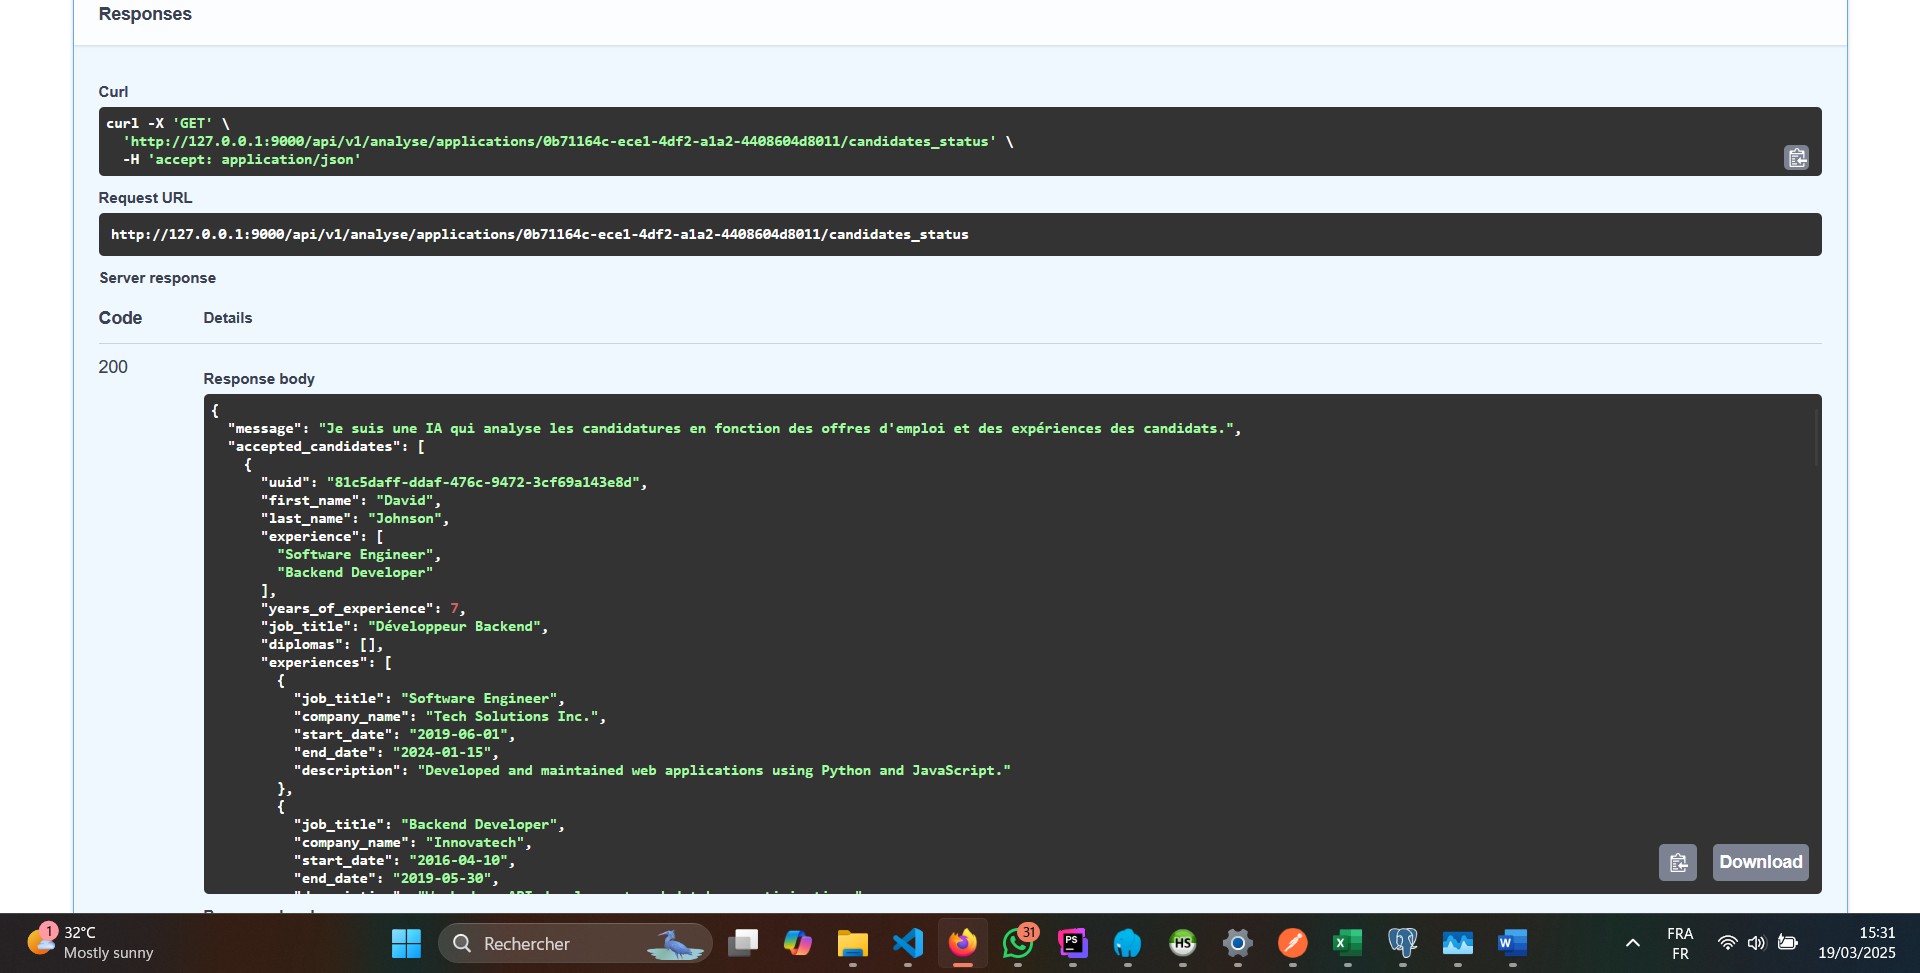 Responses
Curl
curl -X 'GET' \
'http://127.0.0.1:9000/api/v1/analyse/applications/0b71164c-ece1-4df2-a1a2-4408604d8011/candidates_status' \
-H 'accept: application/json'
Request URL
http://127.0.0.1:9000/api/v1/analyse/applications/0b71164c-ece1-4df2-a1a2-4408604d8011/candidates_status
Server response
Code Details
200
Response body
{
"message": "Je suis une IA qui analyse les candidatures en fonction des offres d'emploi et des expériences des candidats.",
"accepted_candidates": [
{
"uuid": "81c5daff-ddaf-476c-9472-3cf69a143e8d",
"first_name": "David",
"last_name": "Johnson",
"experience": [
"Software Engineer",
"Backend Developer"
],
"years_of_experience": 7,
"job_title": "Développeur Backend",
"diplomas": [],
"experiences": [
{
"job_title": "Software Engineer",
"company_name": "Tech Solutions Inc.",
"start_date": "2019-06-01",
"end_date": "2024-01-15",
"description": "Developed and maintained web applications using Python and JavaScript."
},
{
"job_title": "Backend Developer",
"company_name": "Innovatech",
"start_date": "2016-04-10",
"end_date": "2019-05-30",
Download
1
32°C
Mostly sunny
Rechercher
31
PS
HS
X
W
FRA
FR
15:31
19/03/2025